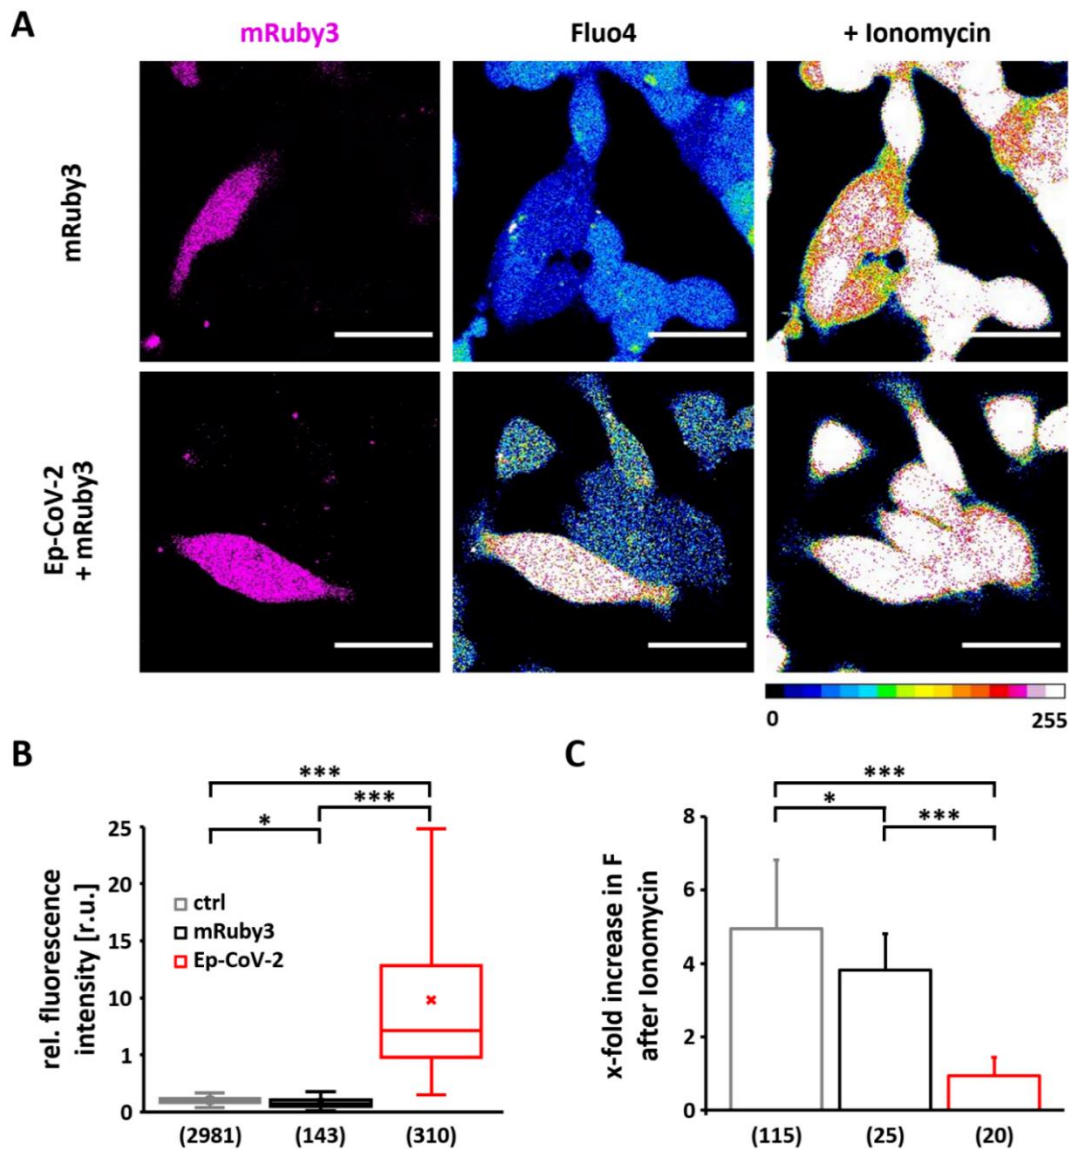 A
mRuby3 Fluo4 + Ionomycin
mRuby3
Ep-CoV-2
+ mRuby3
0 255
B
***
***
*
rel. fluorescence
intensity [r.u.]
25
20
15
10
1
0
ctrl
mRuby3
Ep-CoV-2
(2981) (143) (310)
C
***
*
***
x-fold increase in F
after Ionomycin
8
6
4
2
0
(115) (25) (20)